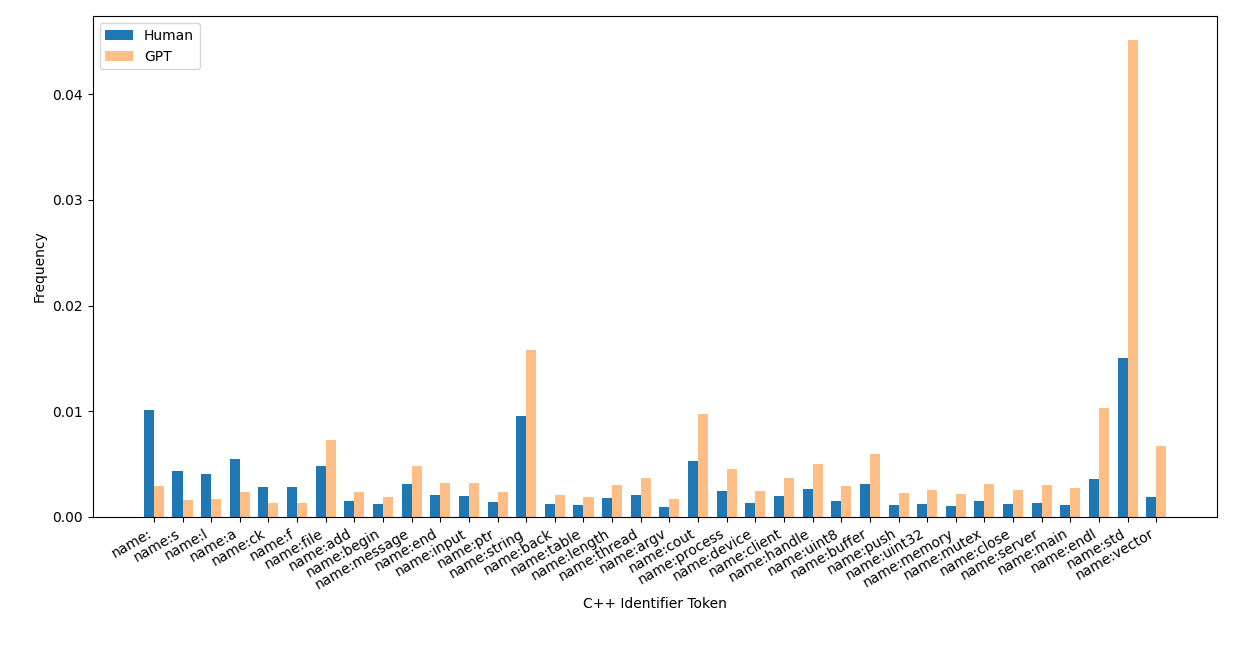 Human
GPT
0.04
0.03
0.02
0.01
0.00
Frequency
name:
name:s
name:l
name:a
name:ck
name:f
name:file
name:add
name:begin
name:message
name:end
name:input
name:ptr
name:string
name:back
name:table
name:length
name:thread
name:argv
name:cout
name:process
name:device
name:client
name:handle
name:uint8
name:buffer
name:push
name:uint32
name:memory
name:mutex
name:close
name:server
name:main
name:endl
name:std
name:vector
C++ Identifier Token